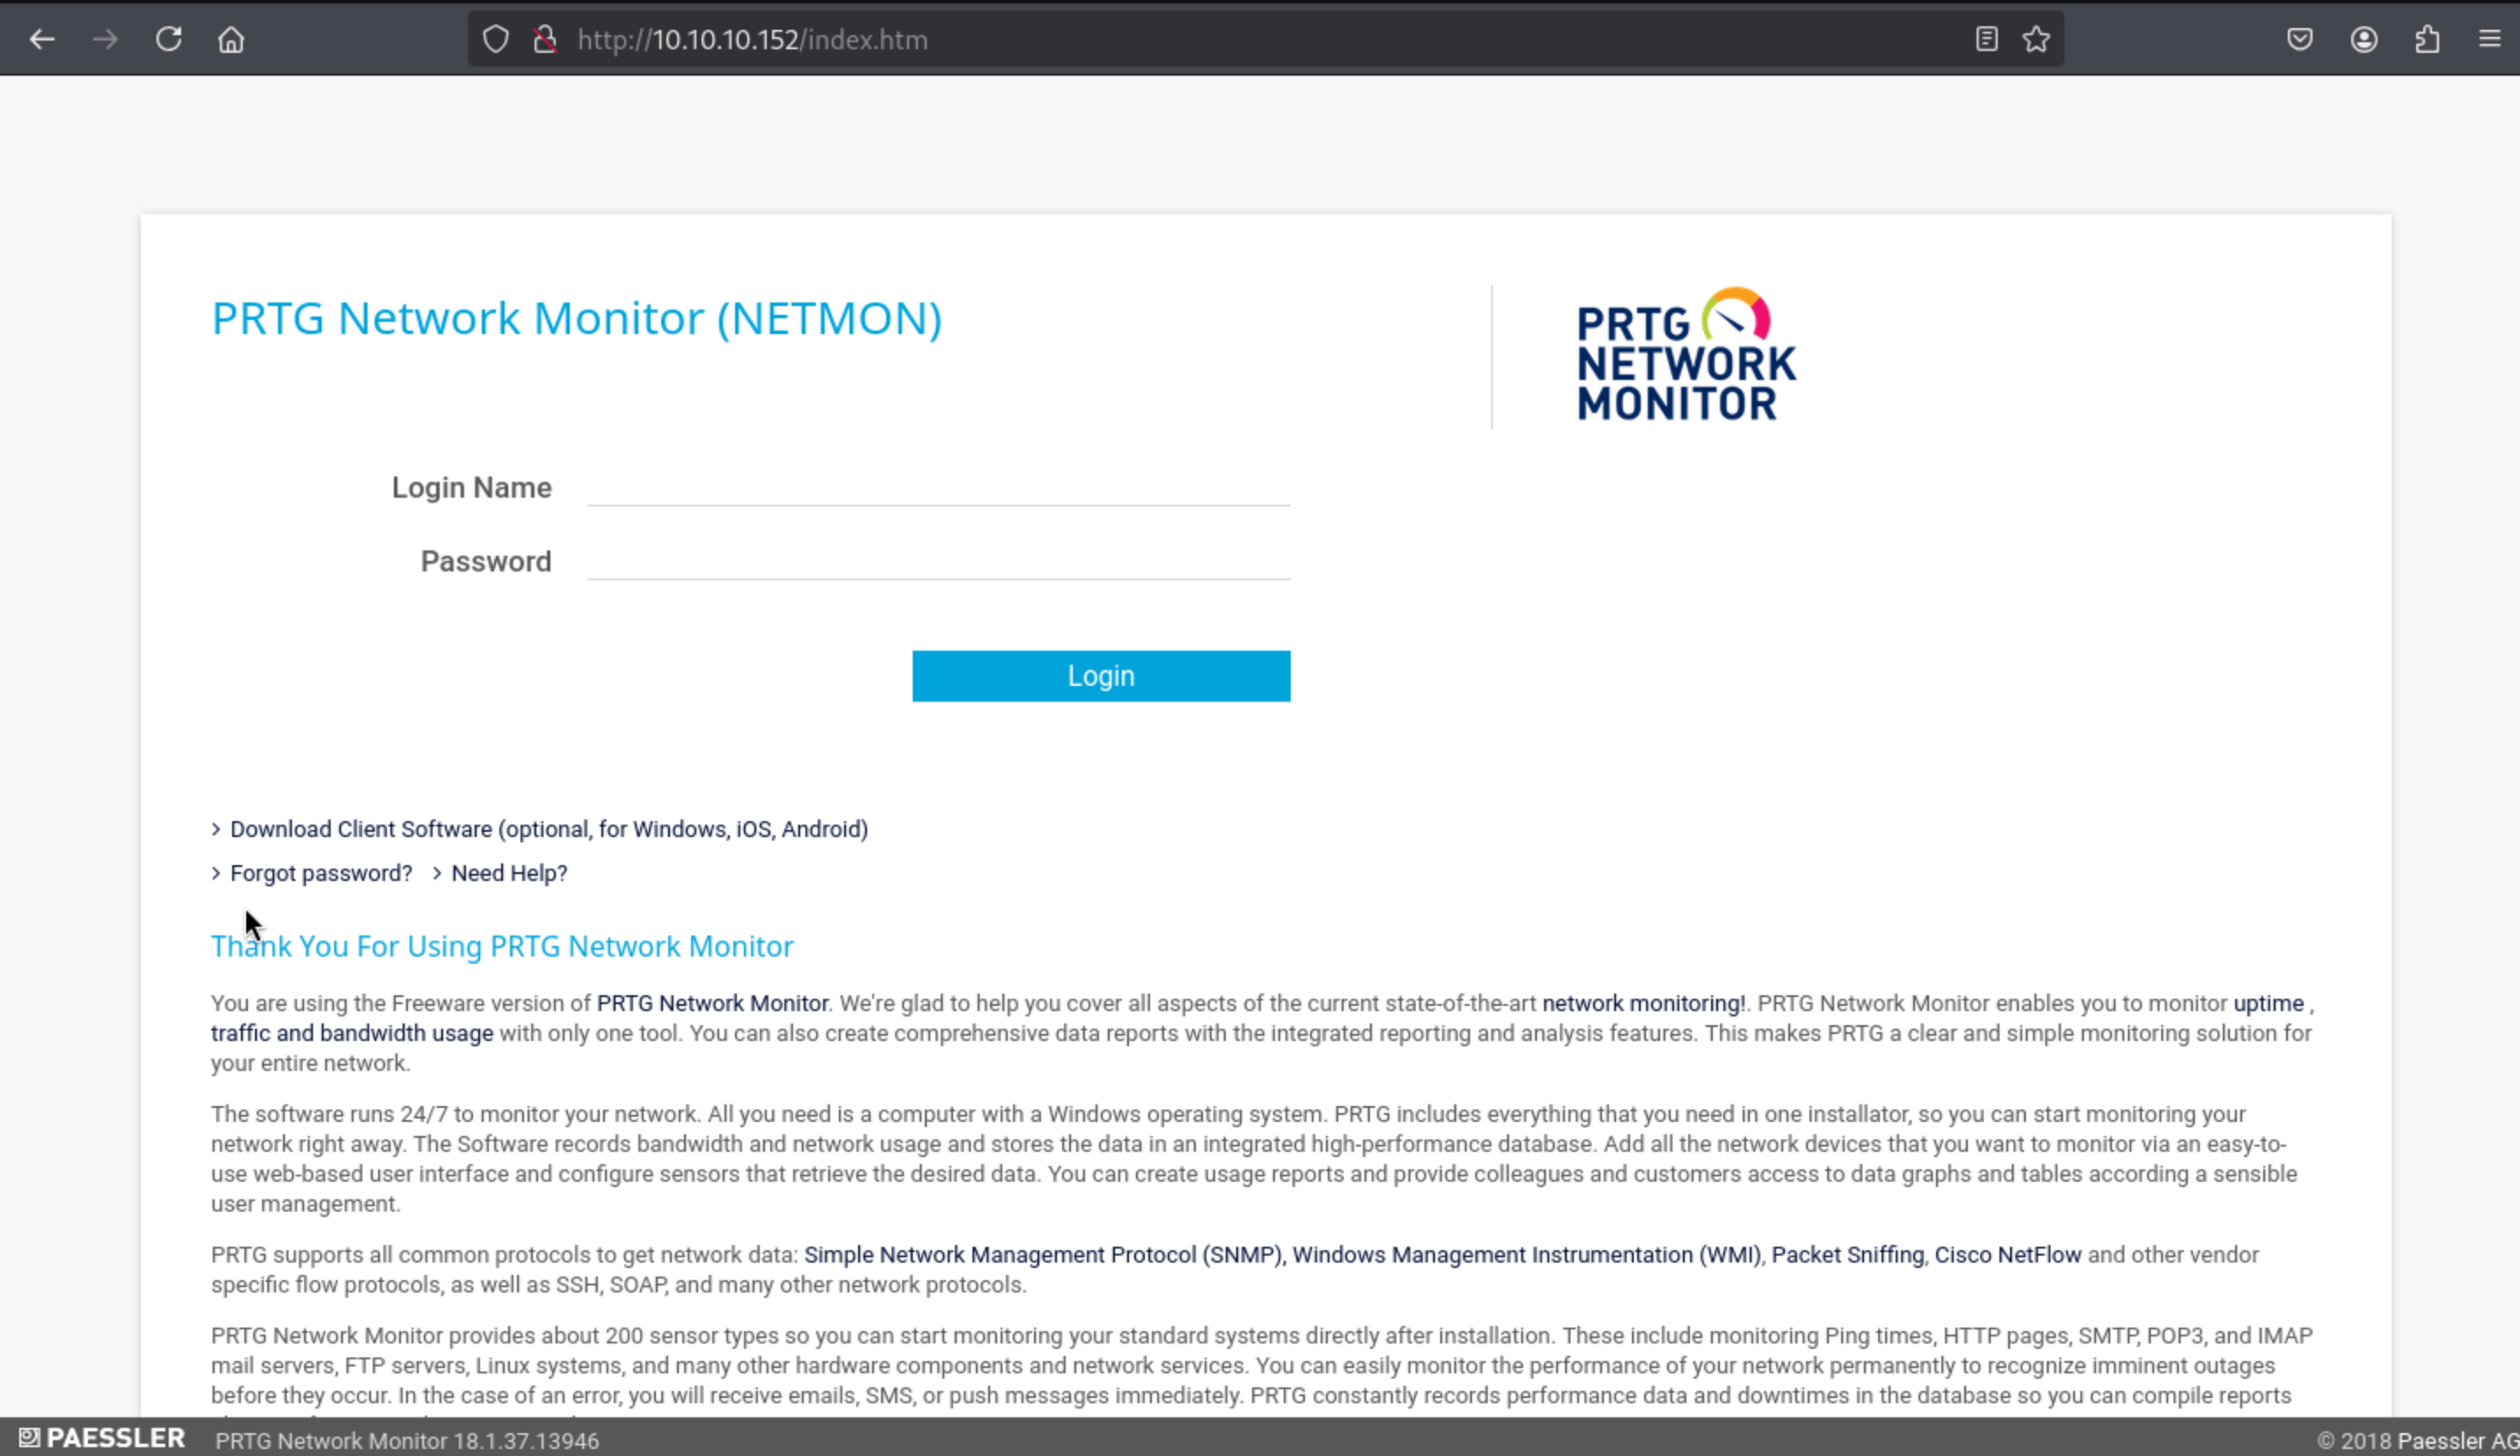 http://10.10.10.152/index.htm
PRTG Network Monitor (NETMON)
PRTG
NETWORK
MONITOR
Login Name
Password
Login
Download Client Software (optional, for Windows, iOS, Android)
Forgot password? Need Help?
Thank You For Using PRTG Network Monitor
You are using the Freeware version of PRTG Network Monitor. We're glad to help you cover all aspects of the current state-of-the-art network monitoring!. PRTG Network Monitor enables you to monitor uptime ,
traffic and bandwidth usage with only one tool. You can also create comprehensive data reports with the integrated reporting and analysis features. This makes PRTG a clear and simple monitoring solution for
your entire network.
The software runs 24/7 to monitor your network. All you need is a computer with a Windows operating system. PRTG includes everything that you need in one installator, so you can start monitoring your
network right away. The Software records bandwidth and network usage and stores the data in an integrated high-performance database. Add all the network devices that you want to monitor via an easy-to-
use web-based user interface and configure sensors that retrieve the desired data. You can create usage reports and provide colleagues and customers access to data graphs and tables according a sensible
user management.
PRTG supports all common protocols to get network data: Simple Network Management Protocol (SNMP), Windows Management Instrumentation (WMI), Packet Sniffing, Cisco NetFlow and other vendor
specific flow protocols, as well as SSH, SOAP, and many other network protocols.
PRTG Network Monitor provides about 200 sensor types so you can start monitoring your standard systems directly after installation. These include monitoring Ping times, HTTP pages, SMTP, POP3, and IMAP
mail servers, FTP servers, Linux systems, and many other hardware components and network services. You can easily monitor the performance of your network permanently to recognize imminent outages
before they occur. In the case of an error, you will receive emails, SMS, or push messages immediately. PRTG constantly records performance data and downtimes in the database so you can compile reports
PAESSLER PRTG Network Monitor 18.1.37.13946 © 2018 Paessler AG